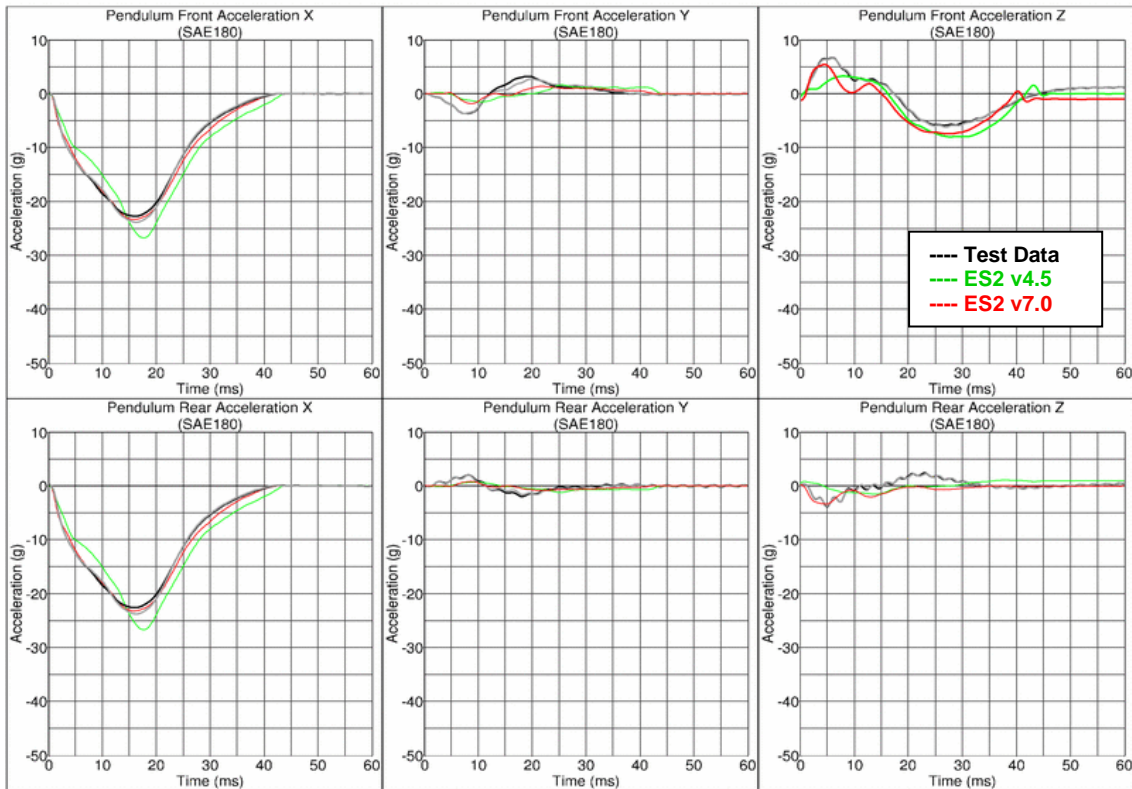 Pendulum Front Acceleration X
(SAE180)
10
0
-10
-20
-30
-40
-50
Acceleration (g)
0 10 20 30 40 50 60
Time (ms)
Pendulum Front Acceleration Y
(SAE180)
10
0
-10
-20
-30
-40
-50
Acceleration (g)
0 10 20 30 40 50 60
Time (ms)
Pendulum Front Acceleration Z
(SAE180)
10
0
-10
-20
-30
-40
-50
Acceleration (g)
---- Test Data
---- ES2 v4.5
---- ES2 v7.0
0 10 20 30 40 50 60
Time (ms)
Pendulum Rear Acceleration X
(SAE180)
10
0
-10
-20
-30
-40
-50
Acceleration (g)
0 10 20 30 40 50 60
Time (ms)
Pendulum Rear Acceleration Y
(SAE180)
10
0
-10
-20
-30
-40
-50
Acceleration (g)
0 10 20 30 40 50 60
Time (ms)
Pendulum Rear Acceleration Z
(SAE180)
10
0
-10
-20
-30
-40
-50
Acceleration (g)
0 10 20 30 40 50 60
Time (ms)